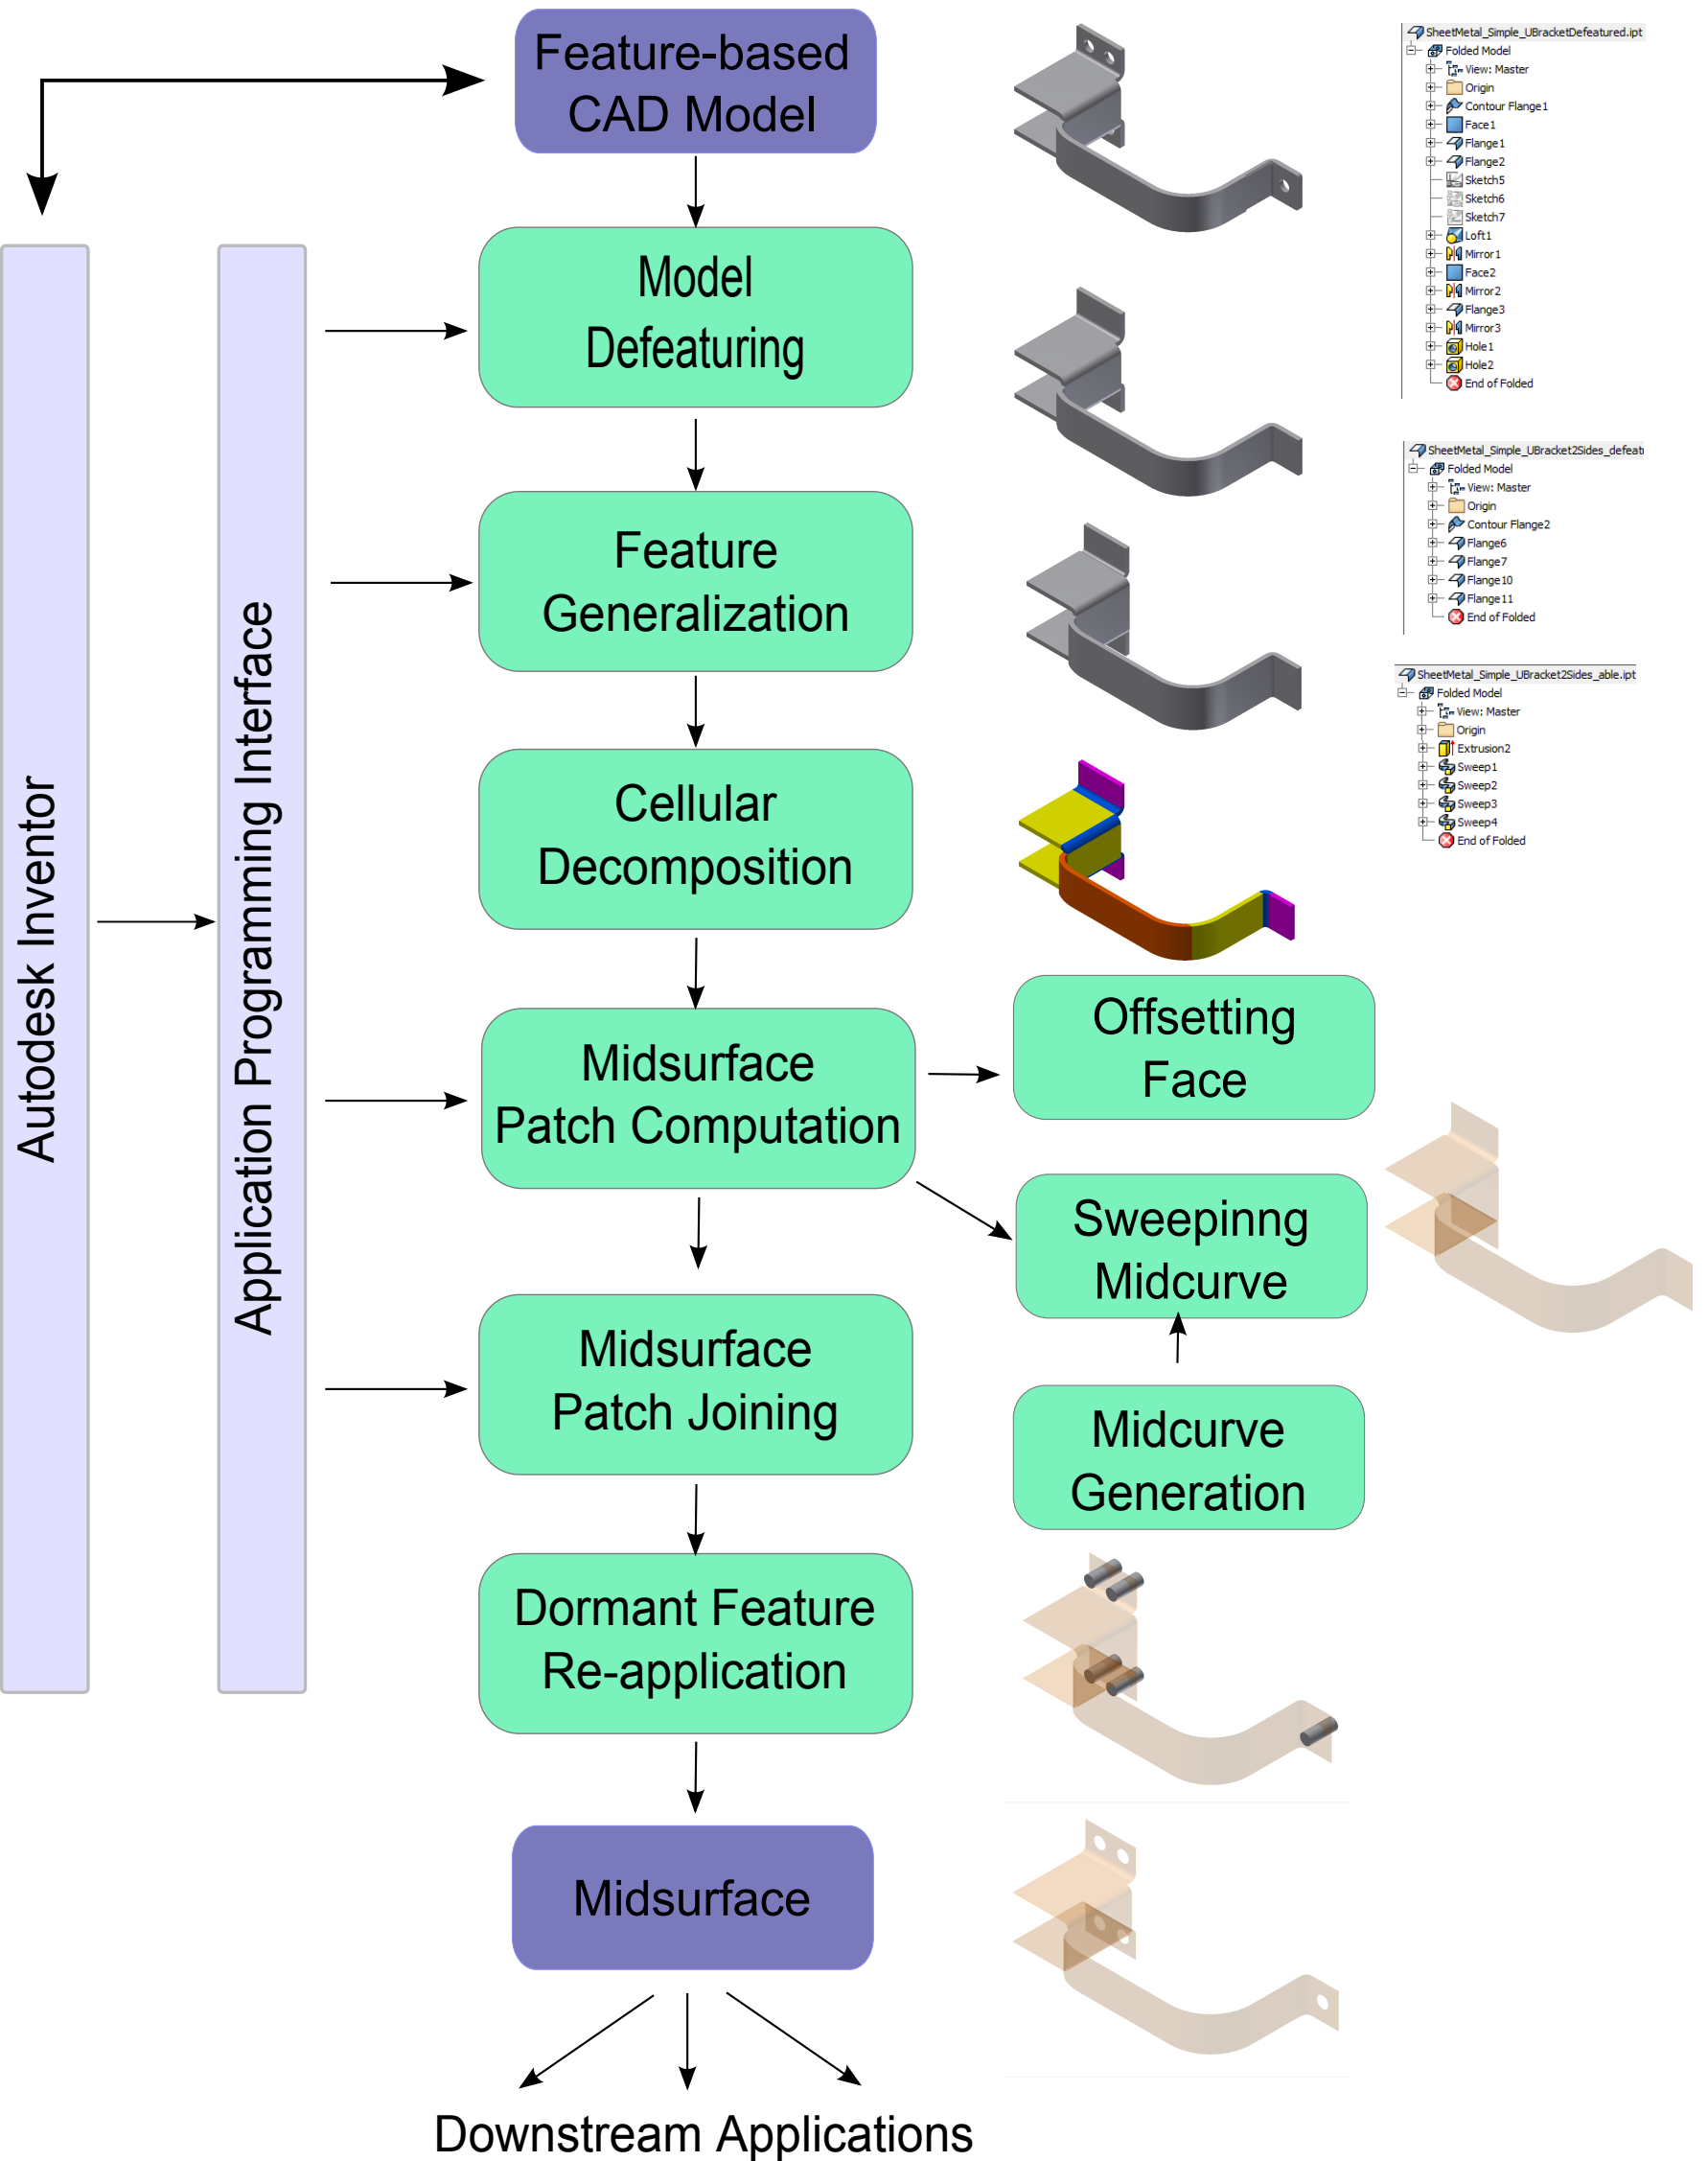 Feature-based
CAD Model
Model
Defeaturing
Feature
Generalization
Cellular
Decomposition
Midsurface
Patch Computation
Offsetting
Face
Sweepinng
Midcurve
Midcurve
Generation
Midsurface
Patch Joining
Dormant Feature
Re-application
Midsurface
Downstream Applications
Autodesk Inventor
Application Programming Interface
SheetMetal_Simple_UBracketDefeatured.ipt
Folded Model
View: Master
Origin
Contour Flange1
Face1
Flange1
Flange2
Sketch5
Sketch6
Sketch7
Loft1
Mirror1
Face2
Mirror2
Flange3
Mirror3
Hole1
Hole2
End of Folded
SheetMetal_Simple_UBracket2Sides_defeatu
Folded Model
View: Master
Origin
Contour Flange2
Flange6
Flange7
Flange10
Flange11
End of Folded
SheetMetal_Simple_UBracket2Sides_able.ipt
Folded Model
View: Master
Origin
Extrusion2
Sweep1
Sweep2
Sweep3
Sweep4
End of Folded